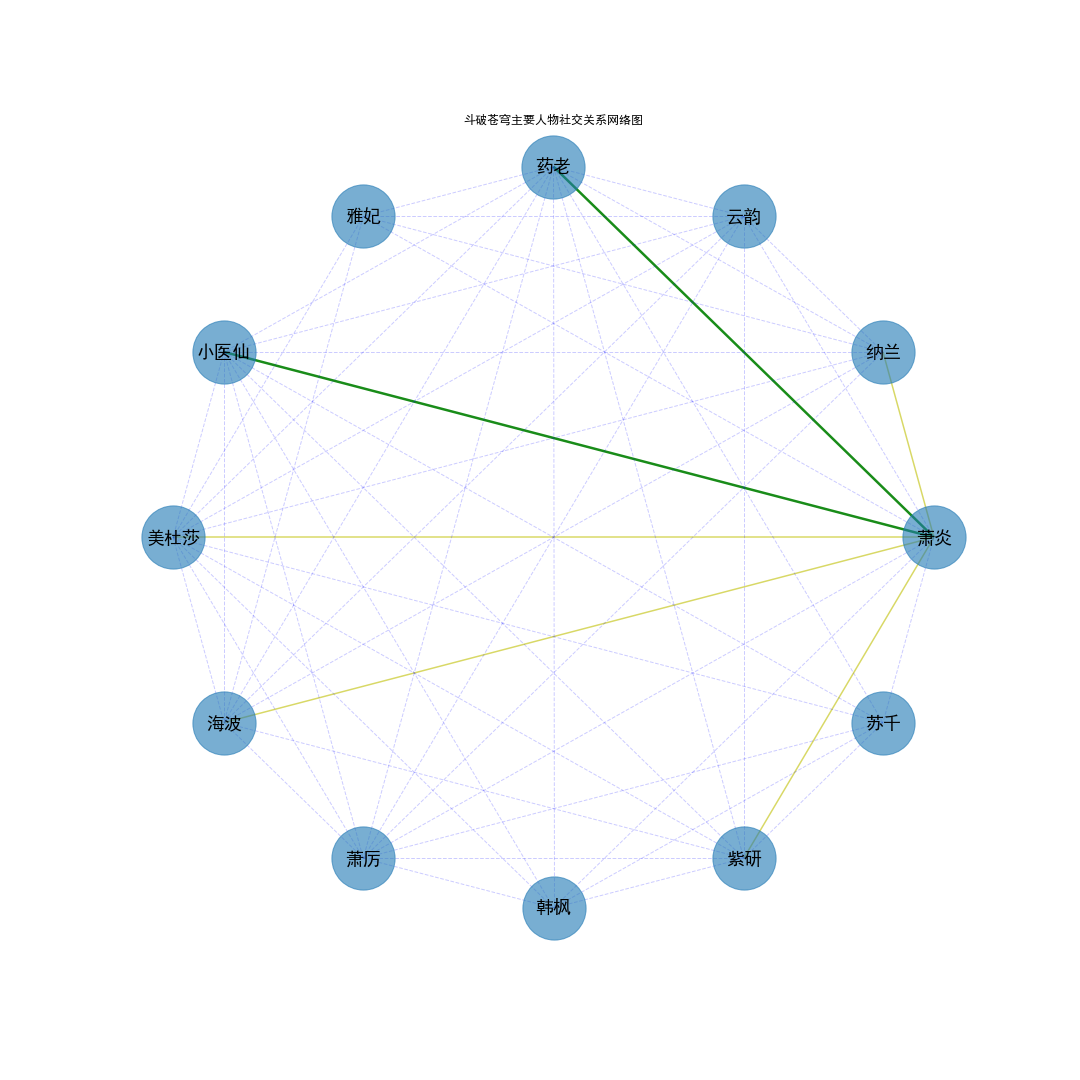 斗破苍穹主要人物社交关系网络图
药老
雅妃
云韵
小医仙
纳兰
美杜莎
萧炎
海波
苏千
萧厉
紫研
韩枫